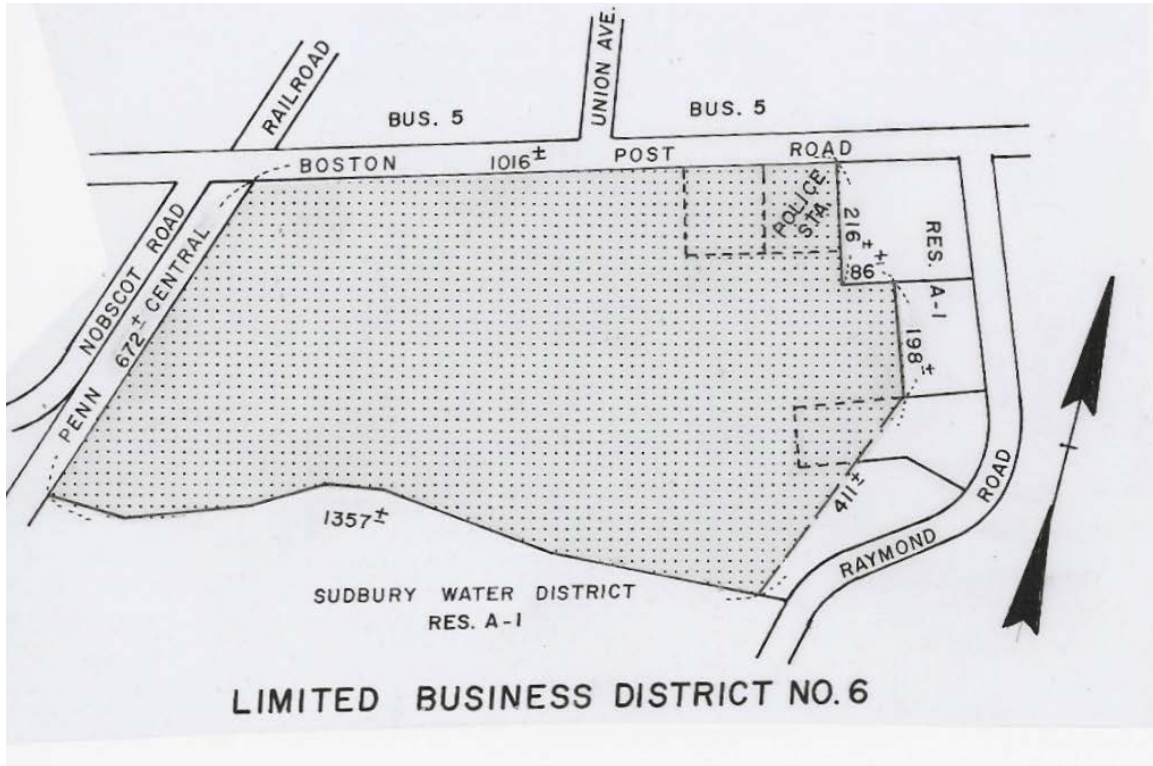 RAILROAD
UNION AVE.
BUS. 5
BUS. 5
BOSTON 1016± POST ROAD
NOBSCOT ROAD
PENN CENTRAL
672±
POLICE
STA.
216±
86±
RES. A-1
198±
411±
RAYMOND ROAD
1357±
SUDBURY WATER DISTRICT
RES. A-1
LIMITED BUSINESS DISTRICT NO. 6